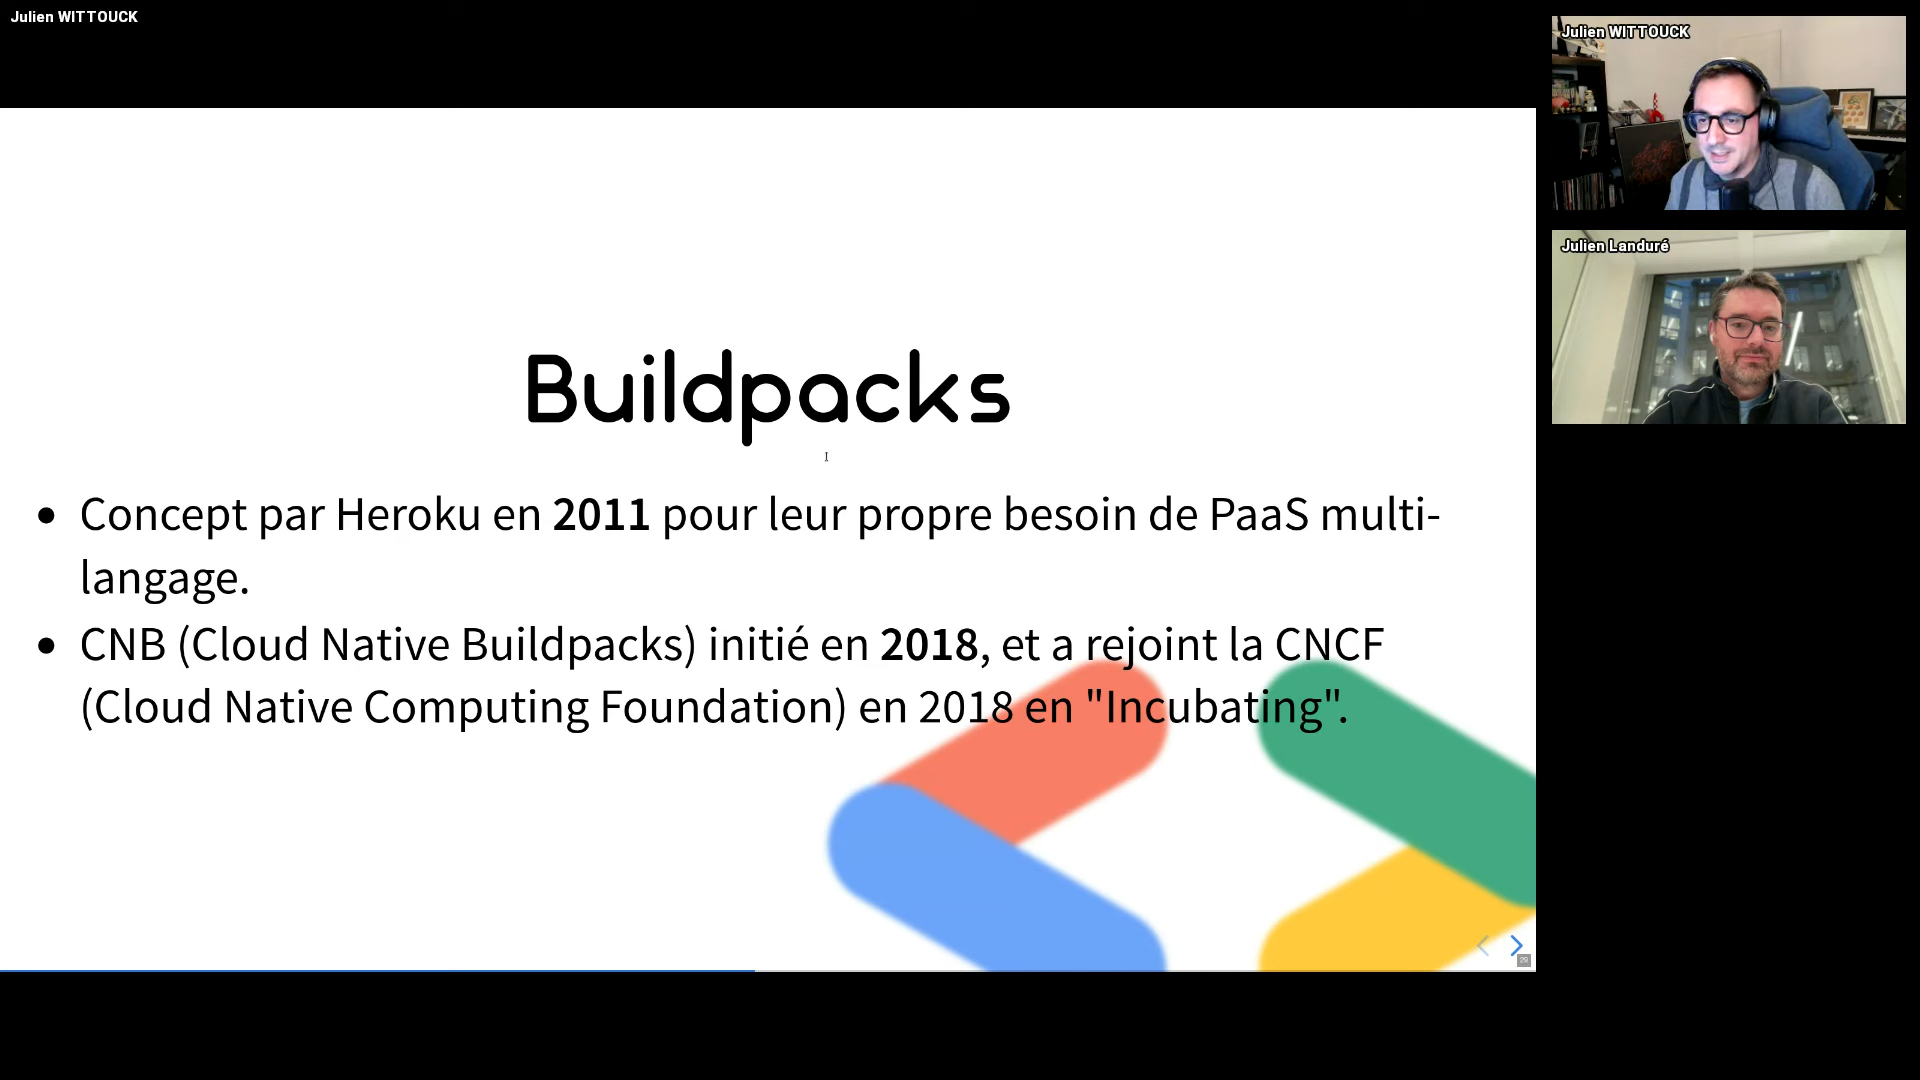 Julien WITTOUCK
Julien WITTOUCK
Julien Landuré
Buildpacks
• Concept par Heroku en 2011 pour leur propre besoin de PaaS multi-
langage.
• CNB (Cloud Native Buildpacks) initié en 2018, et a rejoint la CNCF
(Cloud Native Computing Foundation) en 2018 en "Incubating".